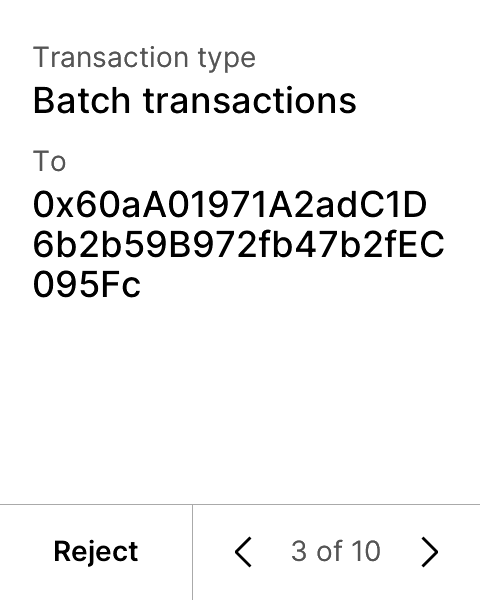 Transaction type
Batch transactions
To
0x60aA01971A2adC1D
6b2b59B972fb47b2fEC
095Fc
Reject
3 of 10